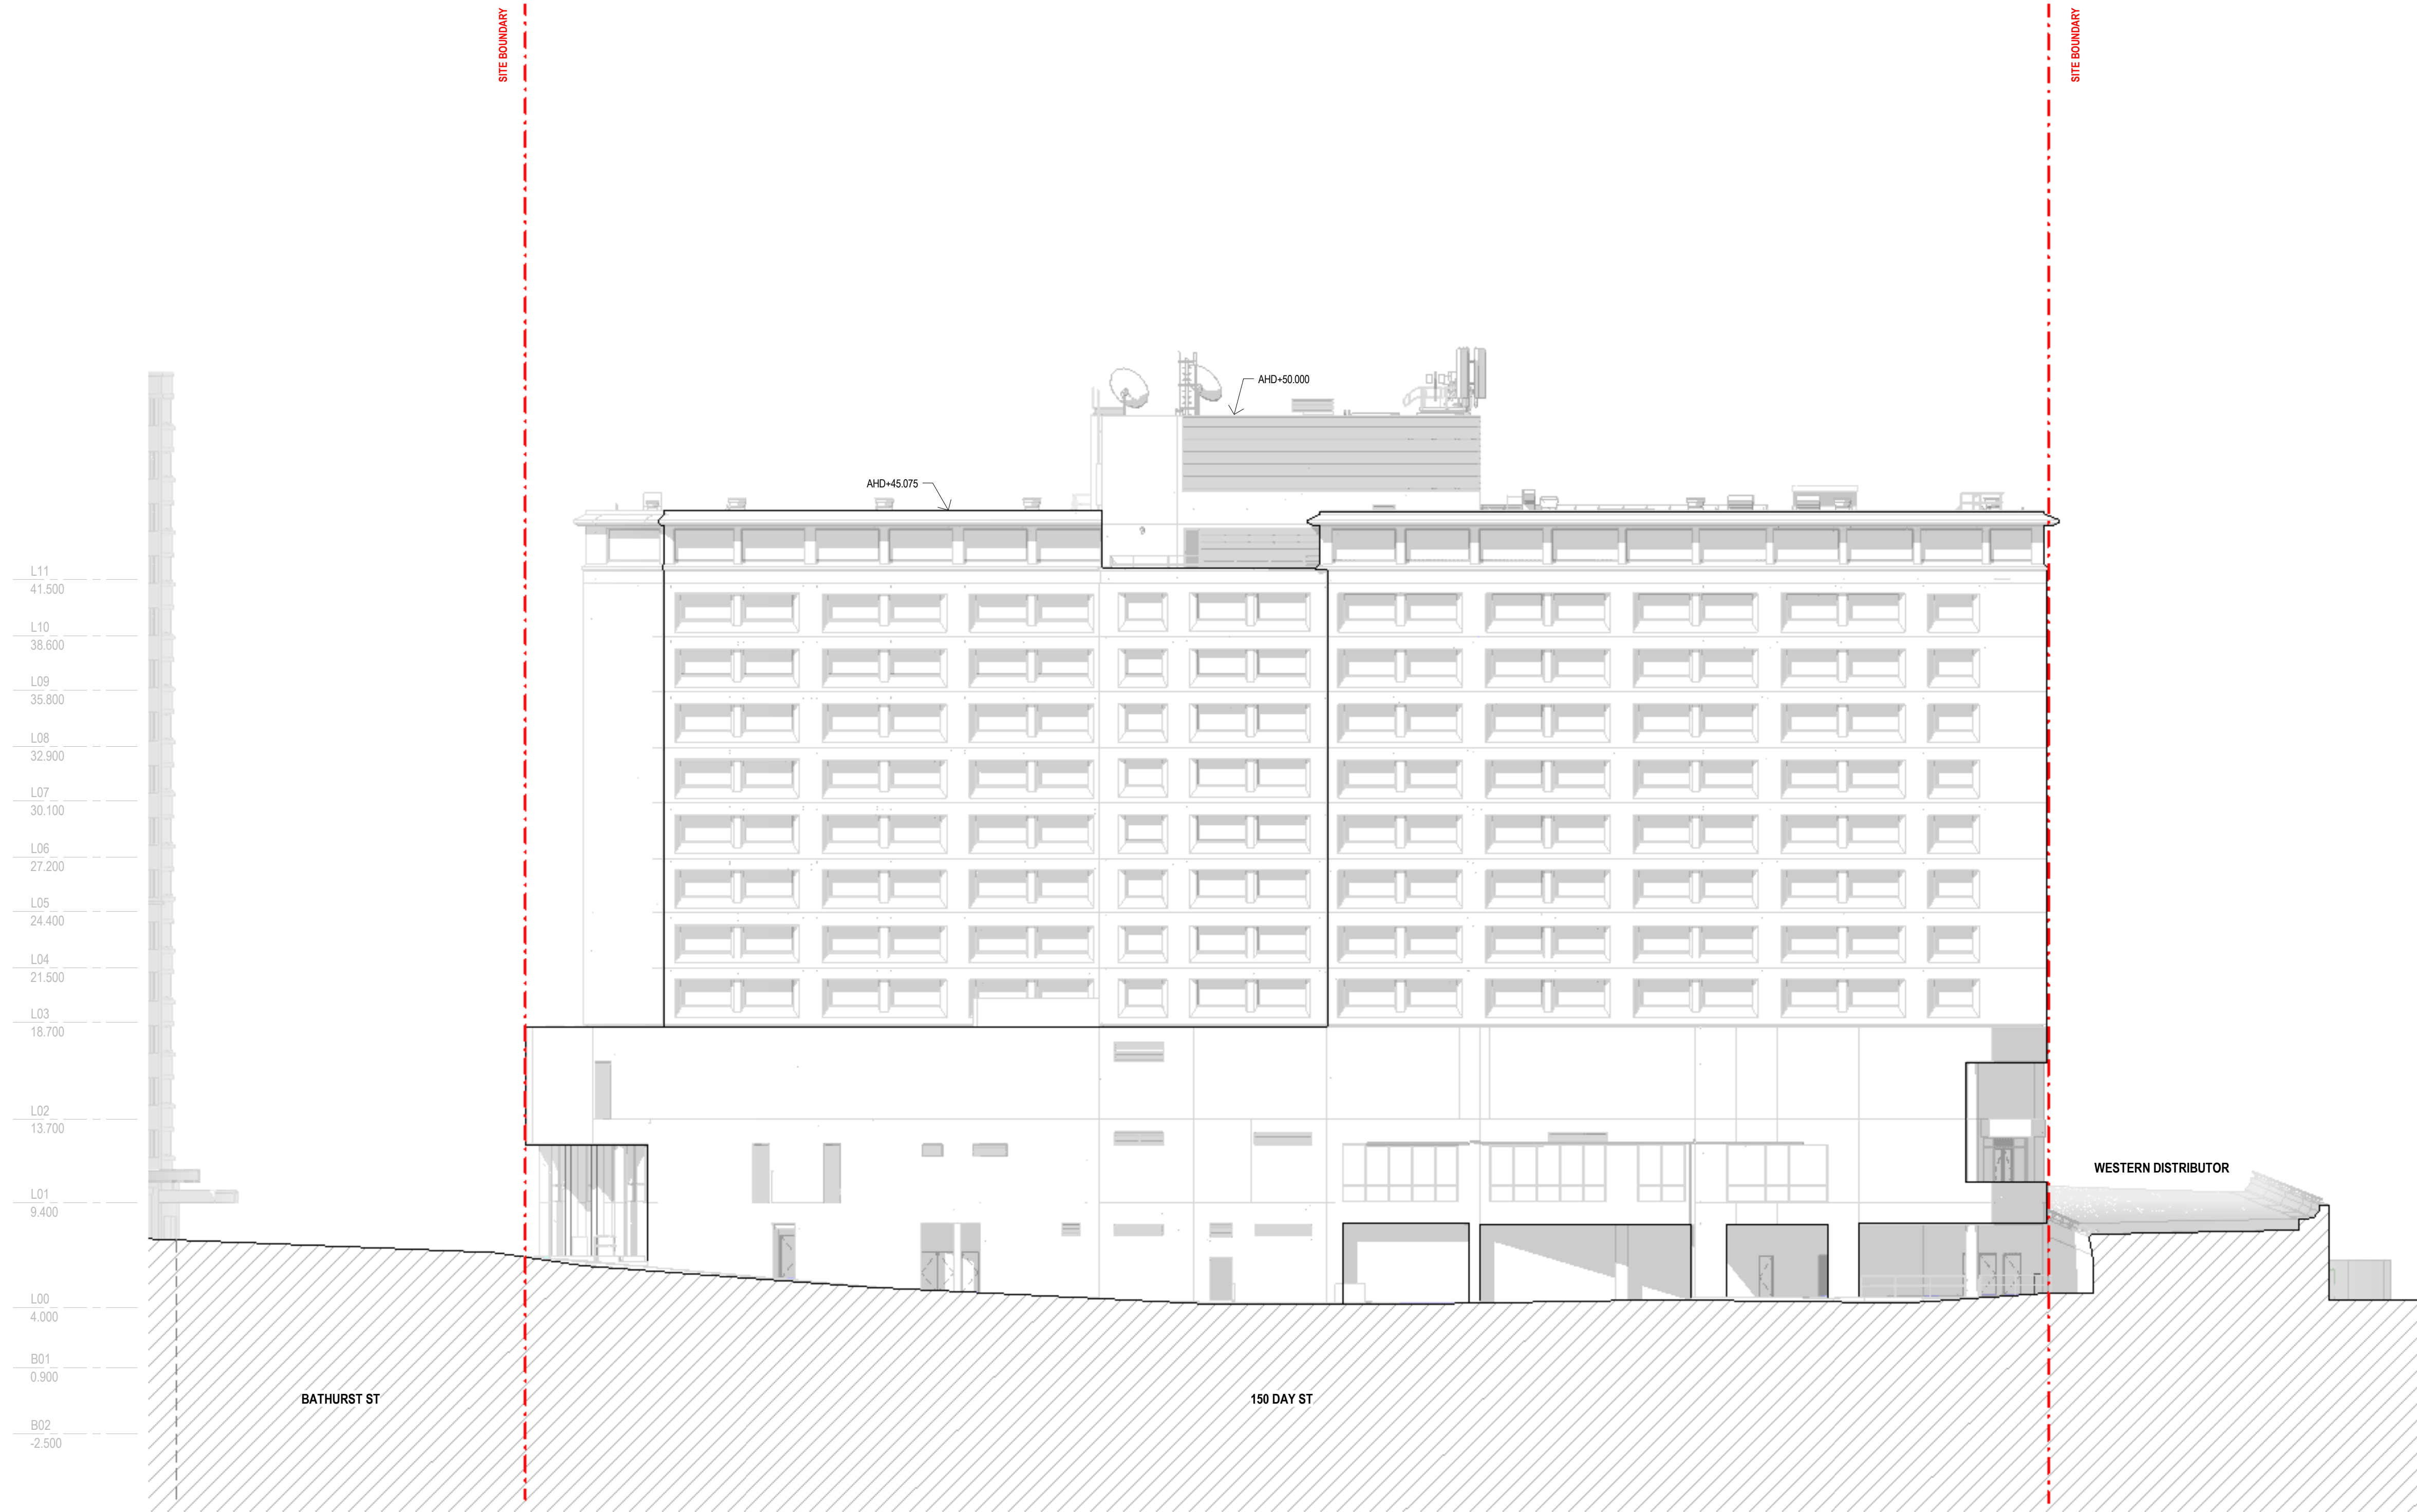 SITE BOUNDARY
SITE BOUNDARY
AHD+50.000
AHD+45.075
L11
41.500
L10
38.600
L09
35.800
L08
32.900
L07
30.100
L06
27.200
L05
24.400
L04
21.500
L03
18.700
L02
13.700
WESTERN DISTRIBUTOR
L01
9.400
L00
4.000
B01
0.900
BATHURST ST
150 DAY ST
B02
-2.500